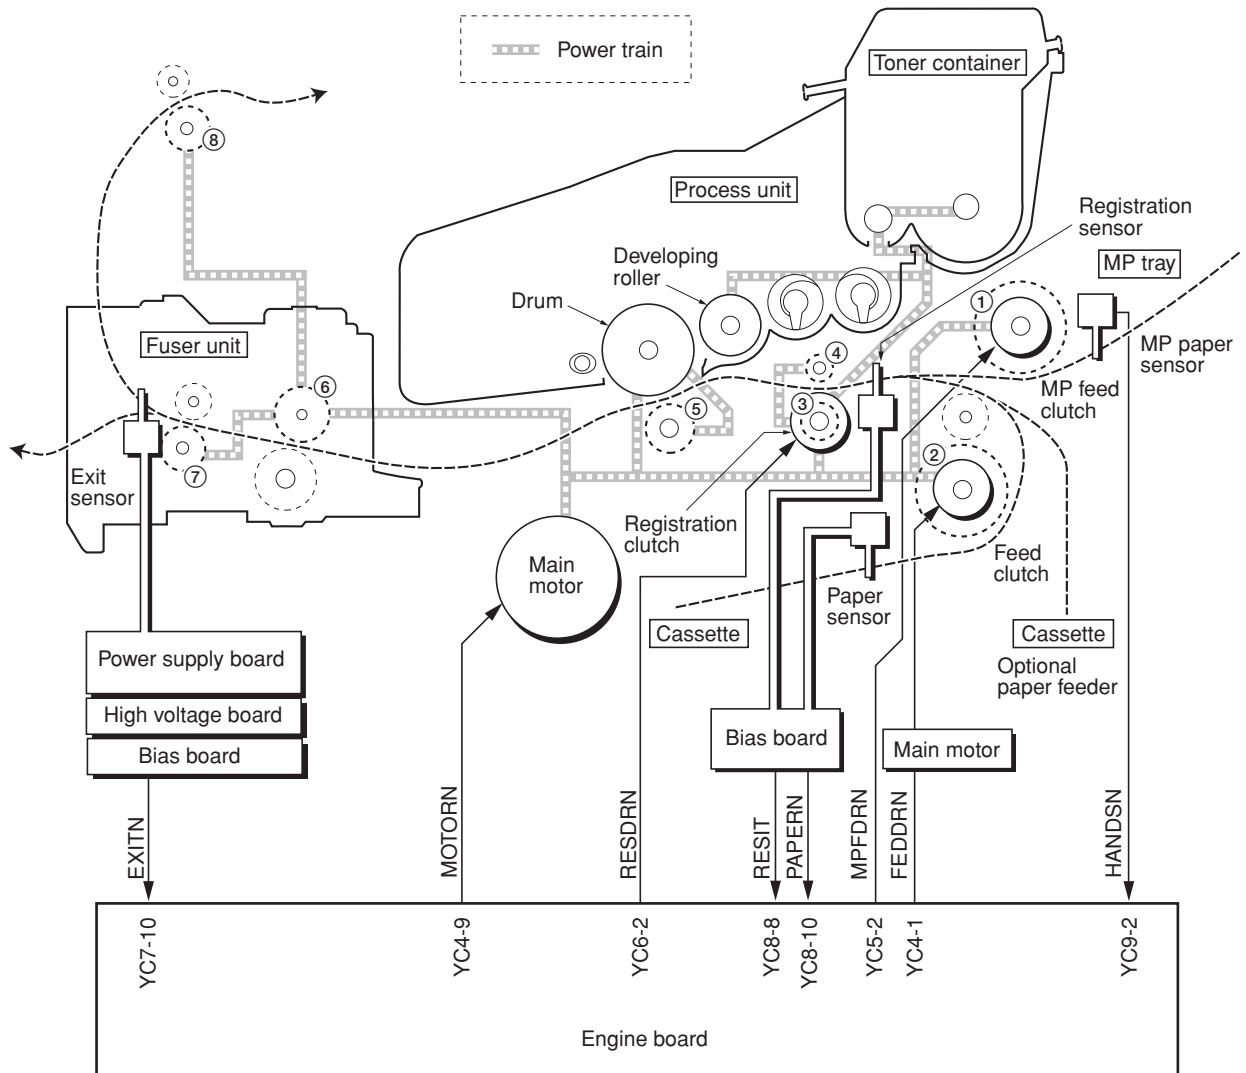 Power train
Toner container
⑧
Process unit
Registration
sensor
Developing
roller
MP tray
Drum
①
Fuser unit
④
MP paper
sensor
⑥
MP feed
clutch
③
⑤
②
⑦
Exit
sensor
Registration
clutch
Main
motor
Feed
clutch
Paper
sensor
Cassette
Cassette
Optional
paper feeder
Power supply board
High voltage board
Bias board
Bias board
Main motor
EXITN
MOTORN
RESDRN
RESIT
PAPERN
MPFDRN
FEDDRN
HANDSN
YC7-10
YC4-9
YC6-2
YC8-8
YC8-10
YC5-2
YC4-1
YC9-2
Engine board